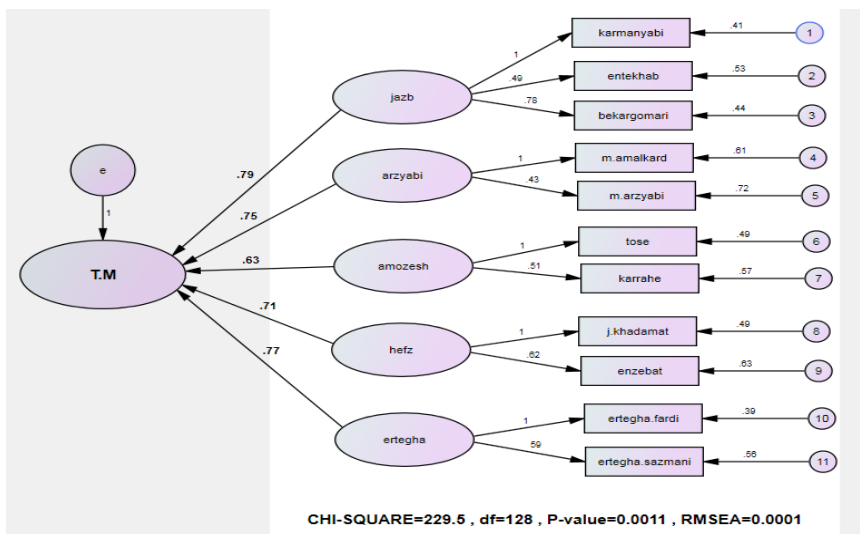 karmanyabi
.41
1
1
entekhab
.53
2
.49
jazb
bekargomari
.44
3
.78
.79
m.amalkard
.61
4
1
e
arzyabi
m.arzyabi
.72
5
.43
.75
1
tose
.49
6
1
T.M
.63
amozesh
karrahe
.57
7
.51
.71
j.khadamat
.49
8
1
hefz
enzebat
.63
9
.62
.77
ertegha.fardi
.39
10
1
ertegha
ertegha.sazmani
.56
11
59
CHI-SQUARE=229.5 , df=128 , P-value=0.0011 , RMSEA=0.0001